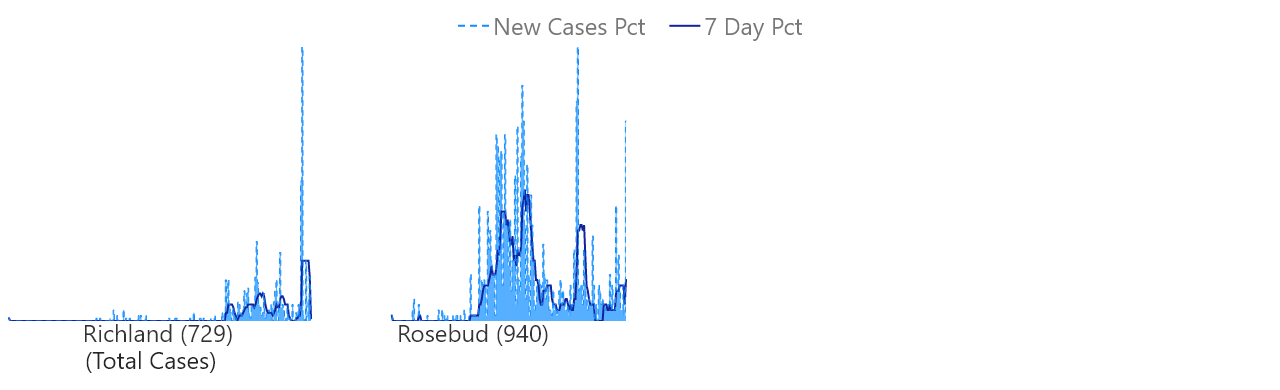 New Cases Pct 7 Day Pct
Richland (729) Rosebud (940)
(Total Cases)